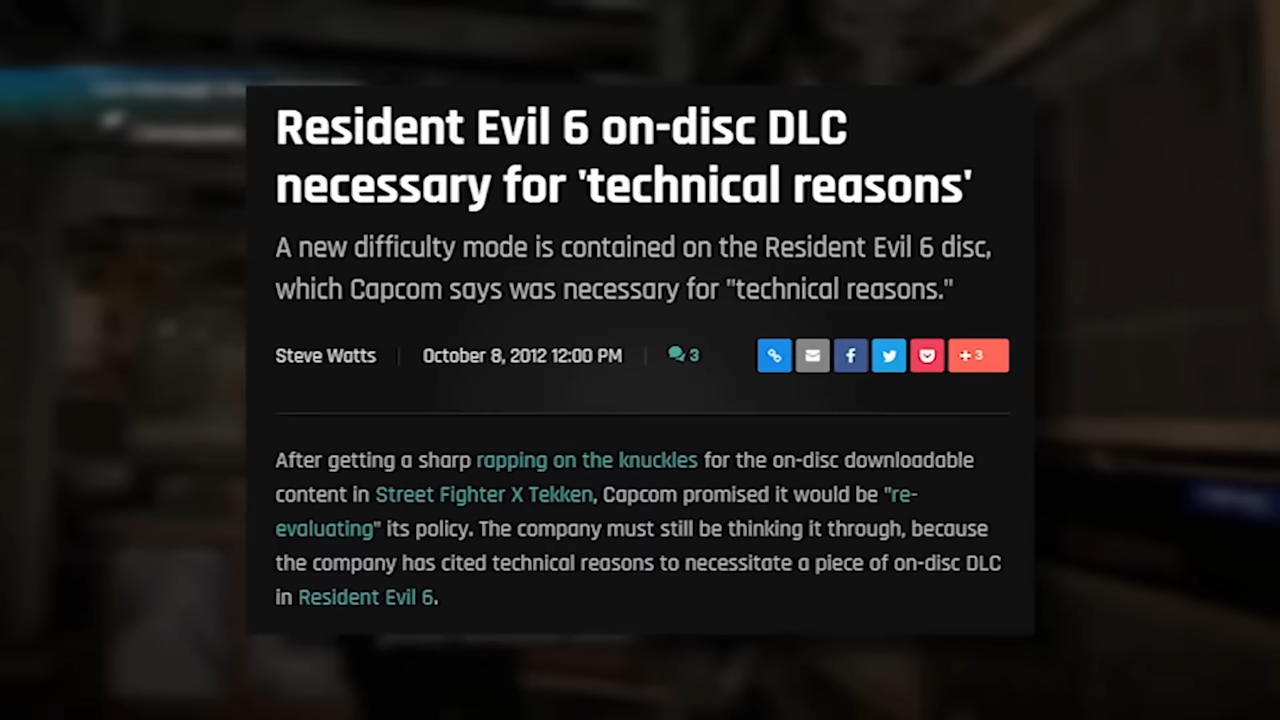 Resident Evil 6 on-disc DLC
necessary for 'technical reasons'
A new difficulty mode is contained on the Resident Evil 6 disc,
which Capcom says was necessary for "technical reasons."
Steve Watts
October 8, 2012 12:00 PM
3
+ 3
After getting a sharp rapping on the knuckles for the on-disc downloadable
content in Street Fighter X Tekken, Capcom promised it would be "re-
evaluating" its policy. The company must still be thinking it through, because
the company has cited technical reasons to necessitate a piece of on-disc DLC
in Resident Evil 6.